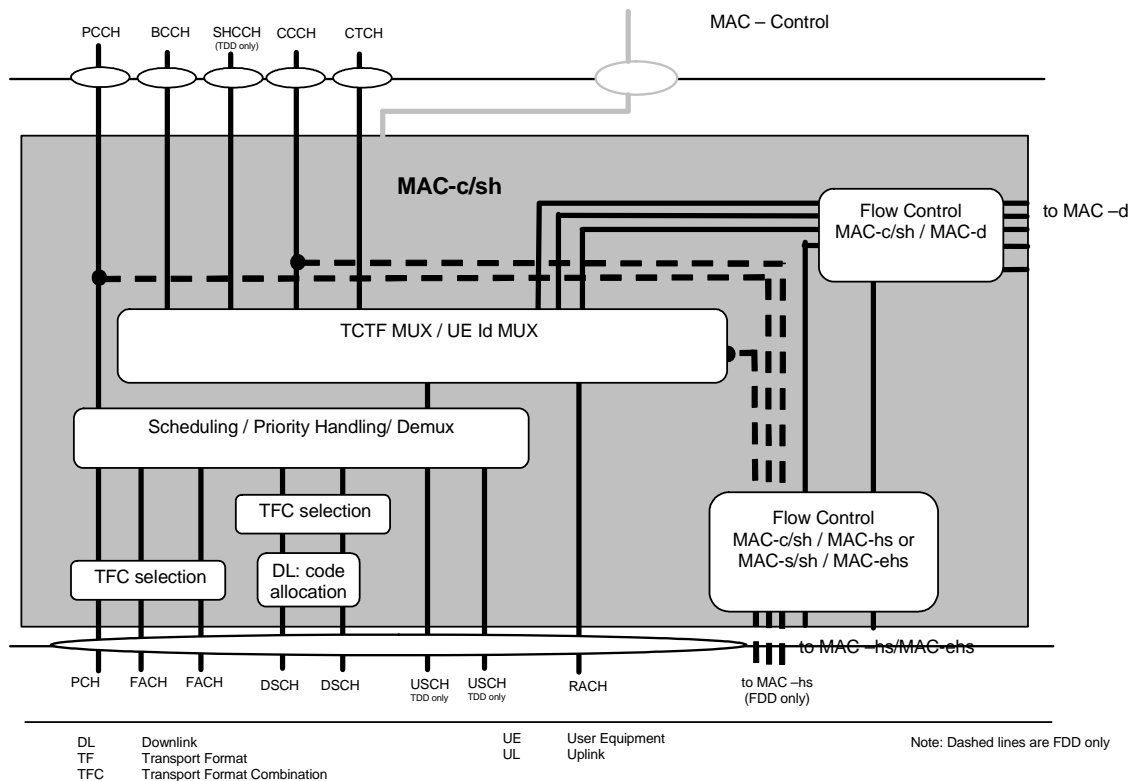 MAC – Control
PCCH BCCH SHCCH CCCH CTCH
(TDD only)
MAC-c/sh
Flow Control
MAC-c/sh / MAC-d
to MAC –d
TCTF MUX / UE Id MUX
Scheduling / Priority Handling/ Demux
TFC selection
Flow Control
MAC-c/sh / MAC-hs or
MAC-s/sh / MAC-ehs
TFC selection
DL: code
allocation
to MAC –hs/MAC-ehs
PCH FACH FACH DSCH DSCH USCH USCH RACH
TDD only TDD only
to MAC –hs
(FDD only)
DL Downlink
TF Transport Format
TFC Transport Format Combination
UE User Equipment
UL Uplink
Note: Dashed lines are FDD only